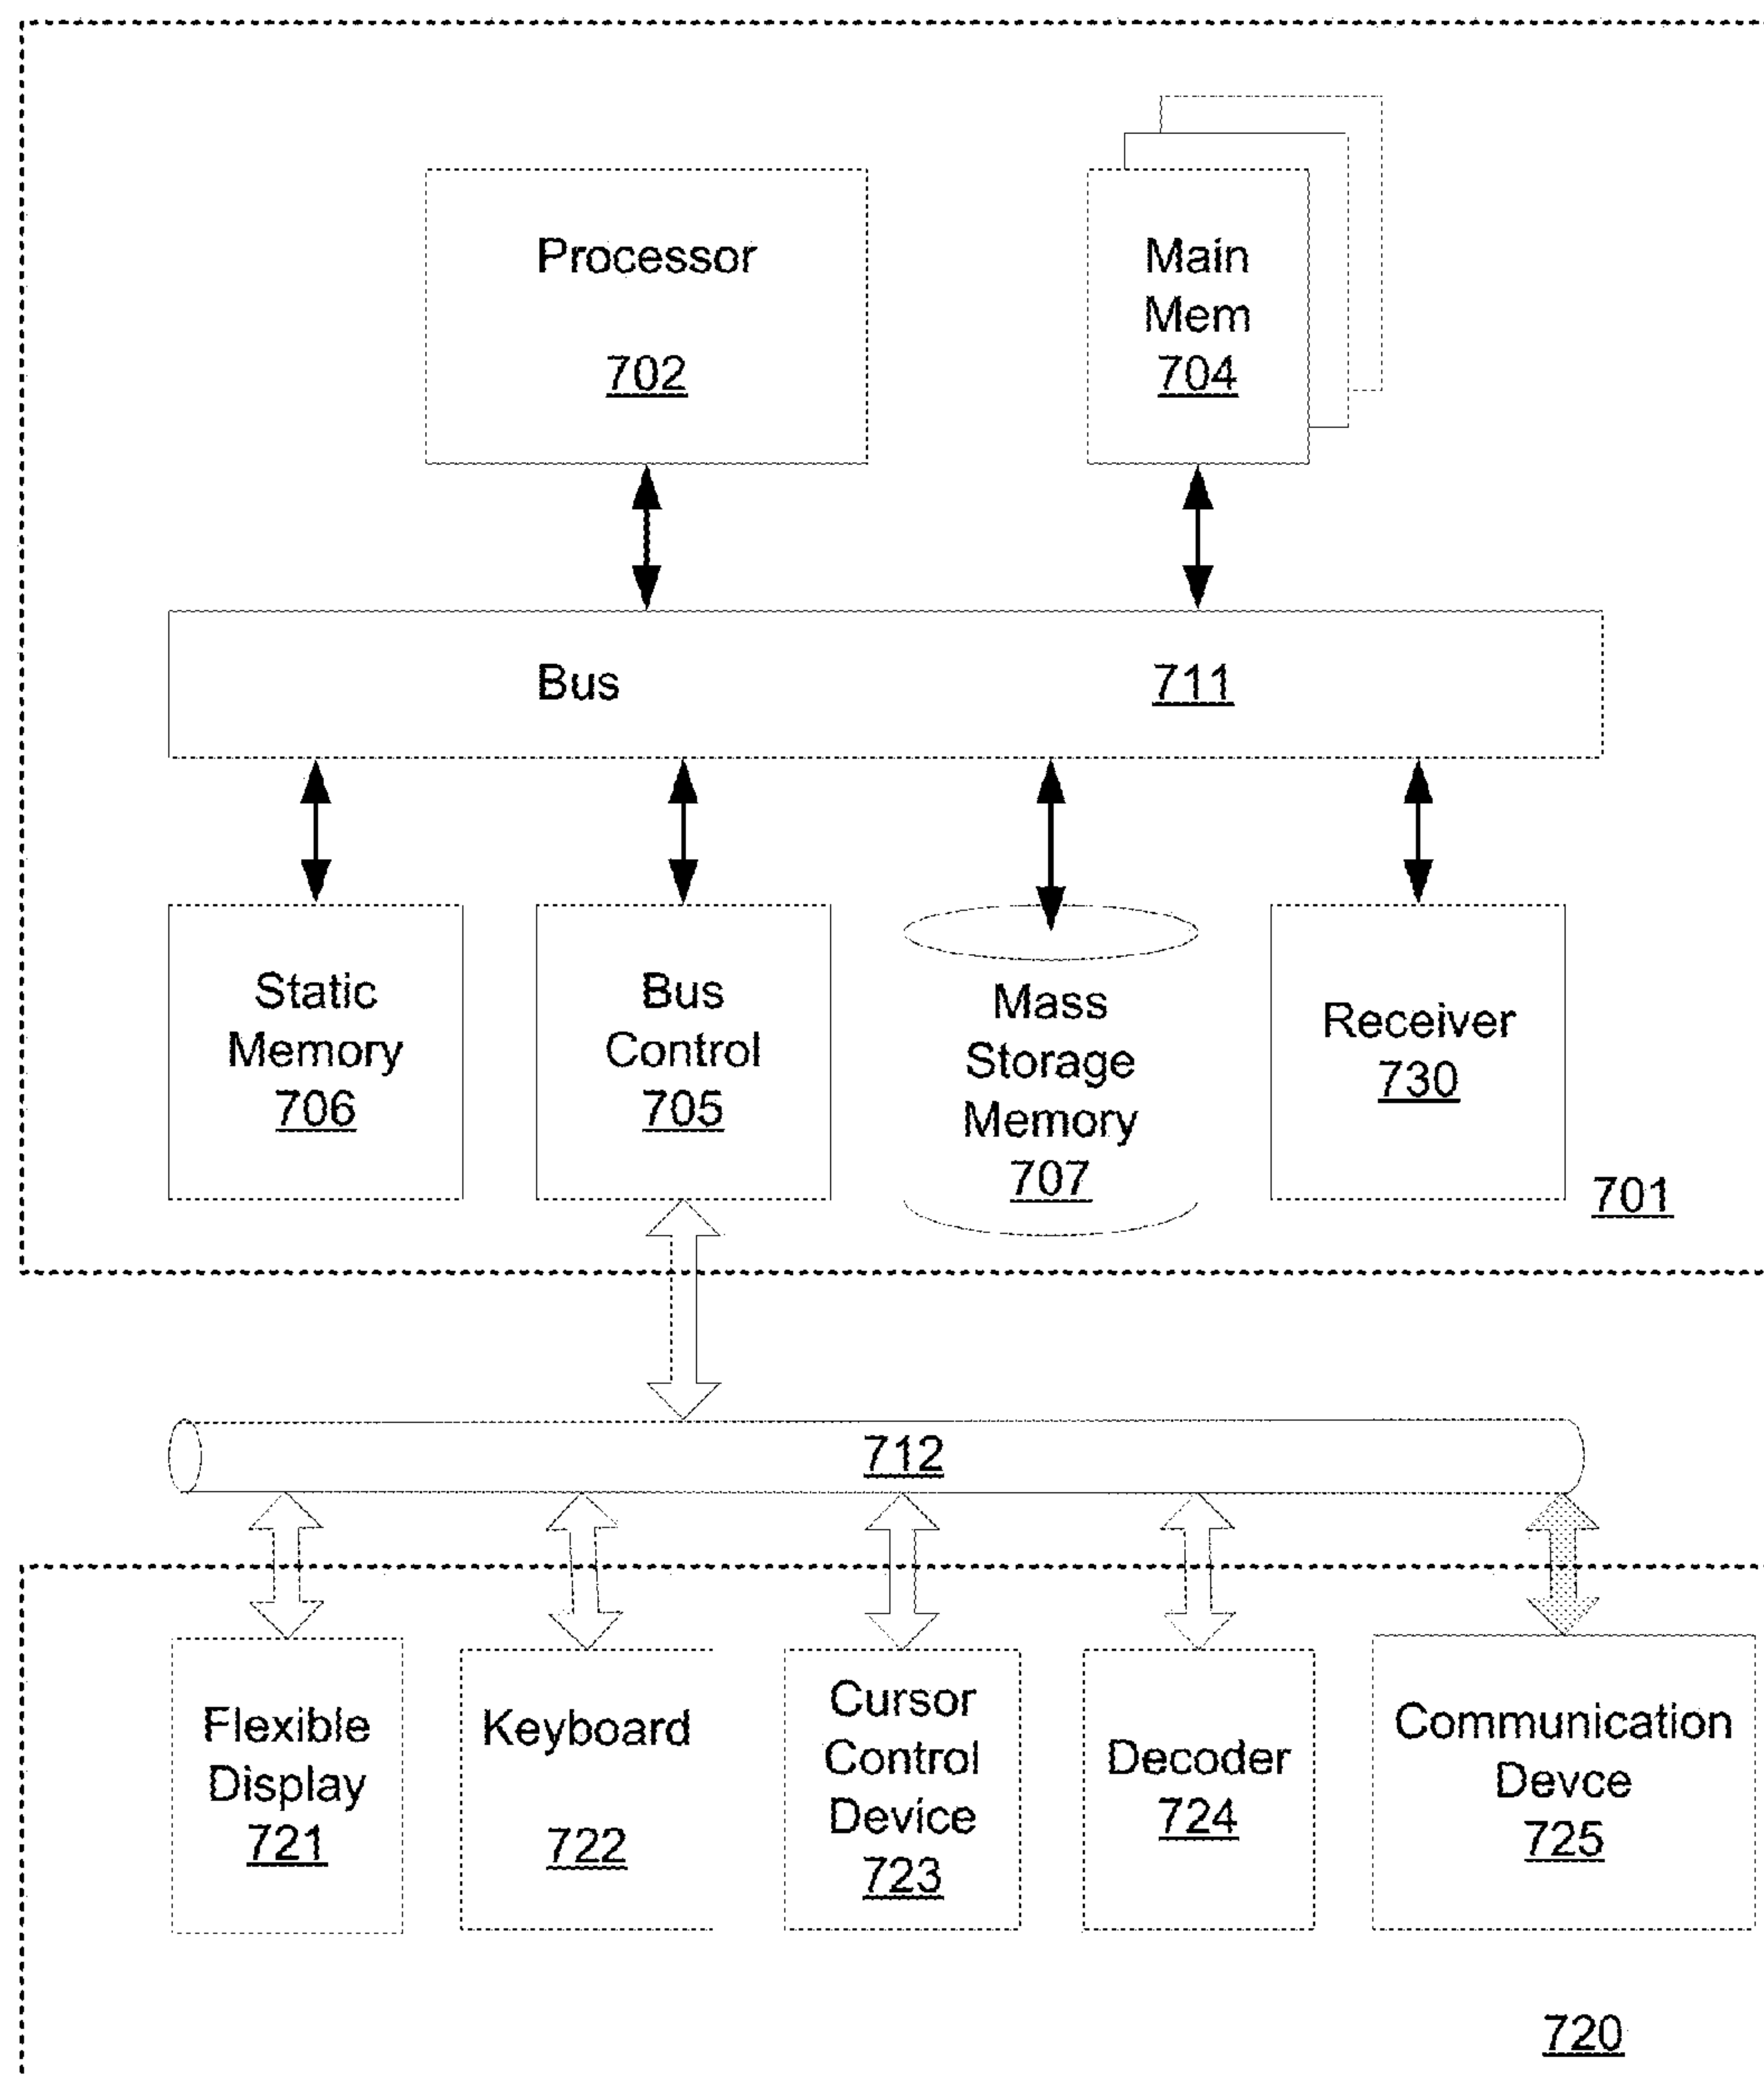 Processor
702
Main
Mem
704
Bus 711
Static
Memory
706
Bus
Control
705
Mass
Storage
Memory
707
Receiver
730
701
712
Flexible
Display
721
Keyboard
722
Cursor
Control
Device
723
Decoder
724
Communication
Devce
725
720